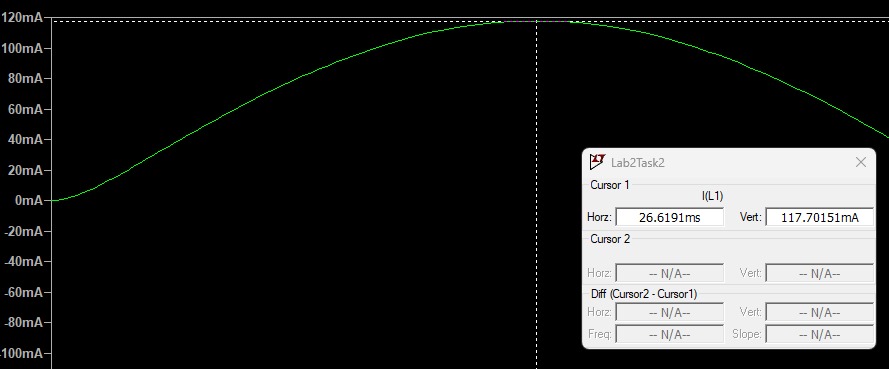 120mA
100mA
80mA
60mA
40mA
20mA
0mA
-20mA
-40mA
-60mA
-80mA
-100mA
Lab2Task2
Cursor 1
I(L1)
Horz: 26.6191ms Vert: 117.70151mA
Cursor 2
Horz: -- N/A-- Vert: -- N/A--
Diff (Cursor2 - Cursor1)
Horz: -- N/A-- Vert: -- N/A--
Freq: -- N/A-- Slope: -- N/A--